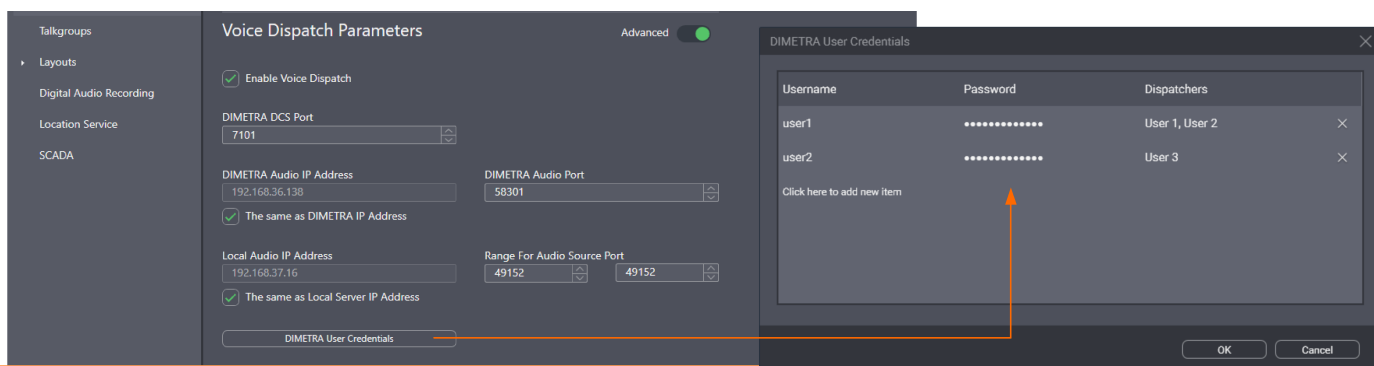 Talkgroups
Layouts
Digital Audio Recording
Location Service
SCADA
Voice Dispatch Parameters
Advanced
Enable Voice Dispatch
DIMETRA DCS Port
7101
DIMETRA Audio IP Address
DIMETRA Audio Port
192.168.36.138
58301
The same as DIMETRA IP Address
Local Audio IP Address
Range For Audio Source Port
192.168.37.16
49152
49152
The same as Local Server IP Address
DIMETRA User Credentials
DIMETRA User Credentials
Username
Password
Dispatchers
user1
•••••••••••••
User 1, User 2
user2
•••••••••••••
User 3
Click here to add new item
OK
Cancel